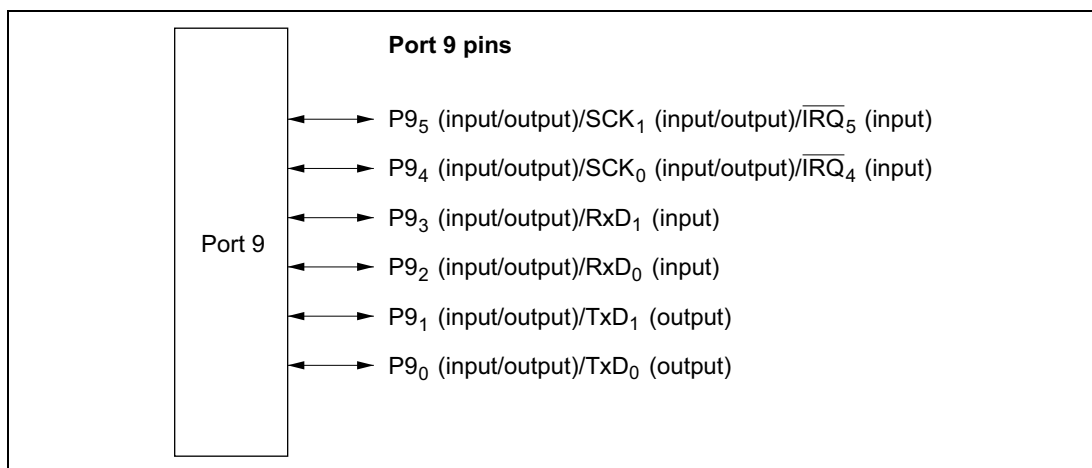 Port 9 pins
P9₅ (input/output)/SCK₁ (input/output)/I̅R̅Q̅₅ (input)
P9₄ (input/output)/SCK₀ (input/output)/I̅R̅Q̅₄ (input)
P9₃ (input/output)/RxD₁ (input)
Port 9
P9₂ (input/output)/RxD₀ (input)
P9₁ (input/output)/TxD₁ (output)
P9₀ (input/output)/TxD₀ (output)